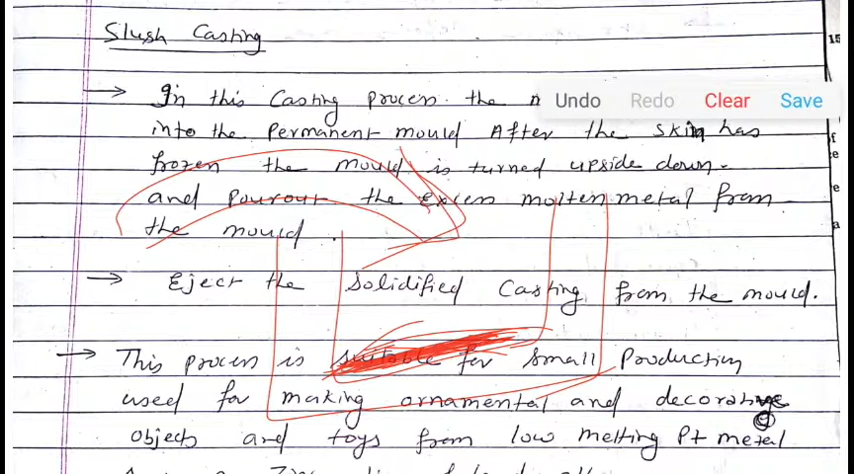 Slush Casting
15
→ In this Casting process. the
Undo Redo Clear Save
into the Permanent mould After the skin has
frozen the mould is turned upside down.
and Pourout the excess molten metal from
the mould.
→ Eject the Solidified Casting from the mould.
→ This process is suitable for small Production
used for making ornamental and decorative
objects and toys from low melting Pt metal